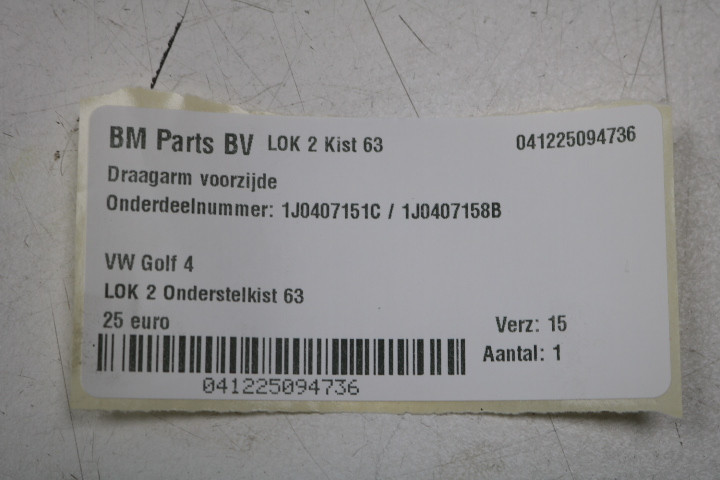 BM Parts BV LOK 2 Kist 63 041225094736
Draagarm voorzijde
Onderdeelnummer: 1J0407151C / 1J0407158B
VW Golf 4
LOK 2 Onderstelkist 63
25 euro Verz: 15
Aantal: 1
041225094736